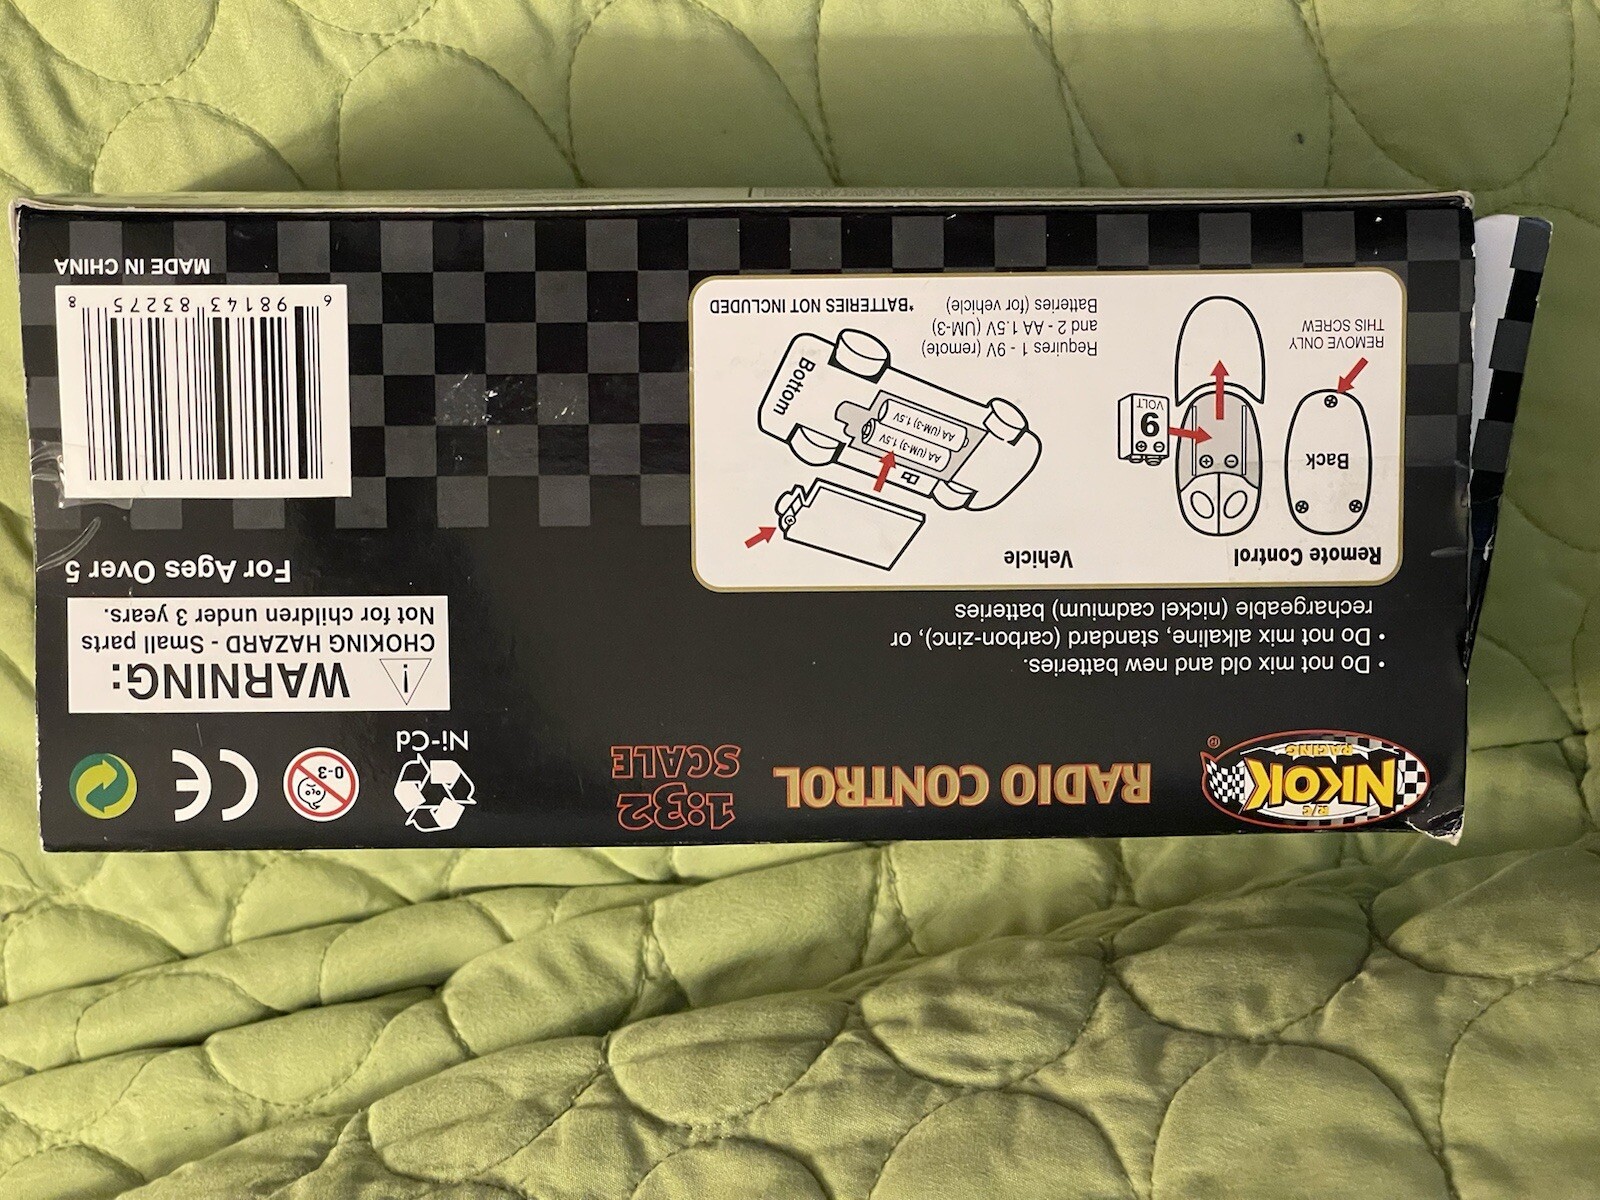 R/C
NKOK
RACING
®
RADIO CONTROL
1:32
SCALE
Ni-Cd
0-3
CE
• Do not mix old and new batteries.
• Do not mix alkaline, standard (carbon-zinc), or
rechargeable (nickel cadmium) batteries
Remote Control
Back
REMOVE ONLY
THIS SCREW
9
VOLT
Vehicle
AA (UM-3) 1.5V
AA (UM-3) 1.5V
Bottom
Requires 1 - 9V (remote)
and 2 - AA 1.5V (UM-3)
Batteries (for vehicle)
*BATTERIES NOT INCLUDED
! WARNING:
CHOKING HAZARD - Small parts
Not for children under 3 years.
For Ages Over 5
6 98143 83275 8
MADE IN CHINA